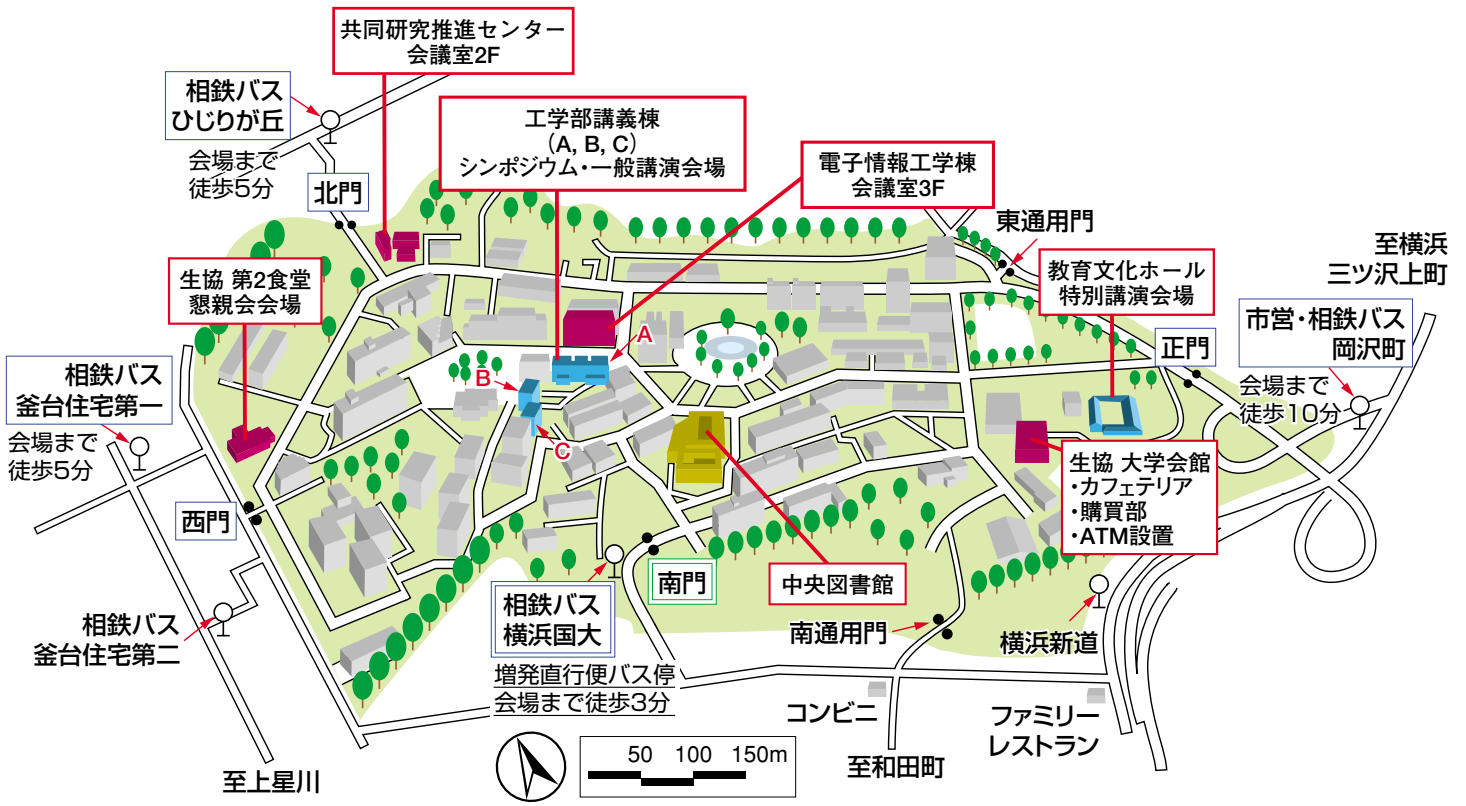 共同研究推進センター
会議室2F
相鉄バス
ひじりが丘
会場まで
徒歩5分
北門
工学部講義棟
(A, B, C)
シンポジウム・一般講演会場
電子情報工学棟
会議室3F
東通用門
至横浜
三ツ沢上町
教育文化ホール
特別講演会場
市営・相鉄バス
岡沢町
会場まで
徒歩10分
正門
生協 第2食堂
懇親会会場
相鉄バス
釜台住宅第一
会場まで
徒歩5分
A
B
C
西門
生協 大学会館
・カフェテリア
・購買部
・ATM設置
南門
中央図書館
相鉄バス
横浜国大
増発直行便バス停
会場まで徒歩3分
相鉄バス
釜台住宅第二
南通用門
横浜新道
コンビニ
ファミリー
レストラン
至和田町
至上星川
50 100 150m